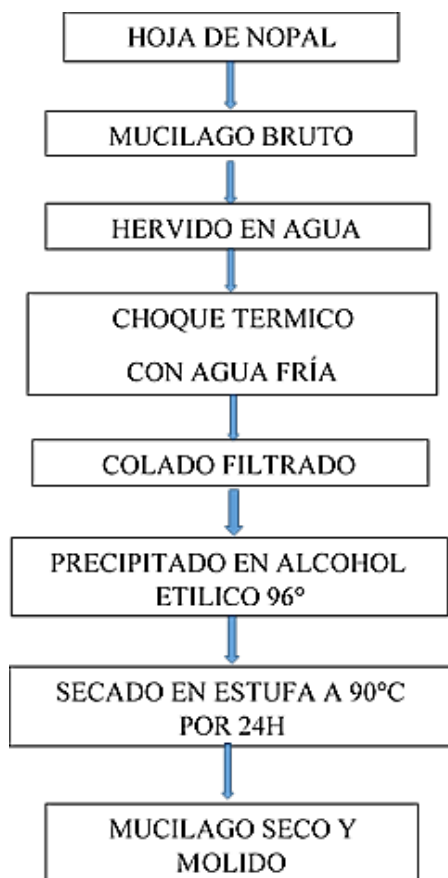 HOJA DE NOPAL
MUCILAGO BRUTO
HERVIDO EN AGUA
CHOQUE TERMICO
CON AGUA FRÍA
COLADO FILTRADO
PRECIPITADO EN ALCOHOL
ETILICO 96°
SECADO EN ESTUFA A 90°C
POR 24H
MUCILAGO SECO Y
MOLIDO